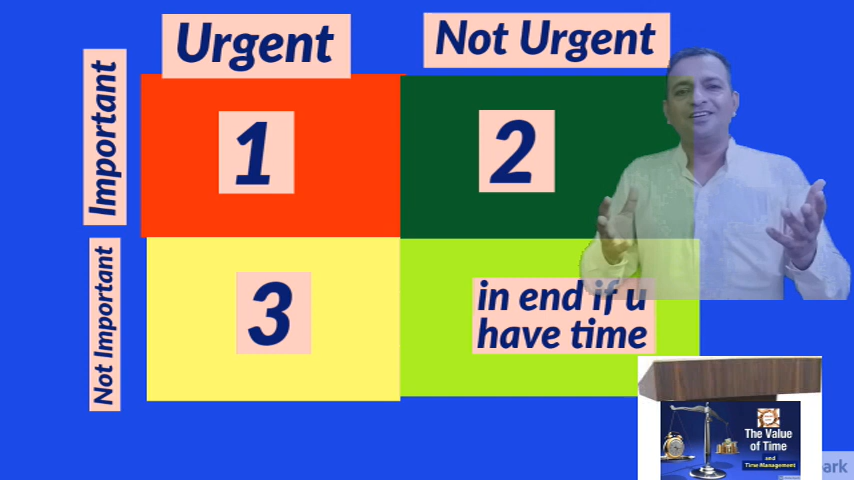 Urgent
Not Urgent
Important
1
2
Not Important
3
in end if u
have time
The Value
of Time
and
Time Management